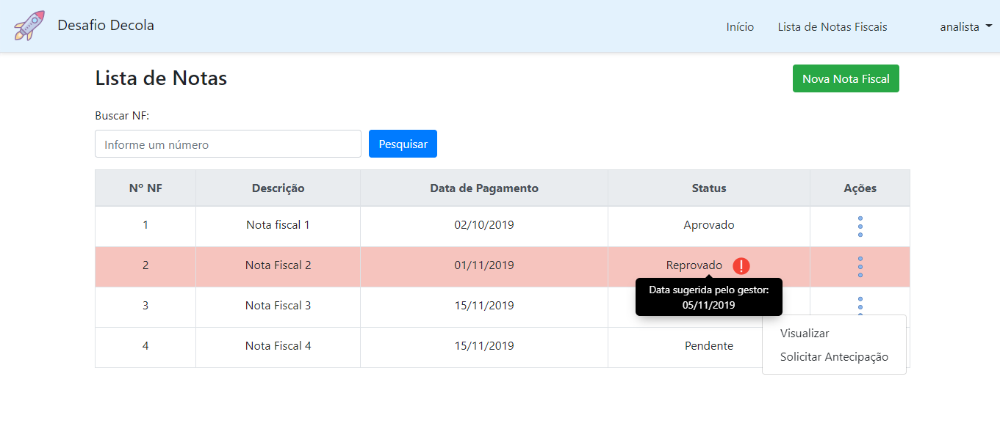 Desafio Decola
Início Lista de Notas Fiscais analista
Lista de Notas
Nova Nota Fiscal
Buscar NF:
Informe um número Pesquisar
Nº NF Descrição Data de Pagamento Status Ações
1 Nota fiscal 1 02/10/2019 Aprovado
2 Nota Fiscal 2 01/11/2019 Reprovado
Data sugerida pelo gestor:
05/11/2019
3 Nota Fiscal 3 15/11/2019
4 Nota Fiscal 4 15/11/2019 Pendente
Visualizar
Solicitar Antecipação